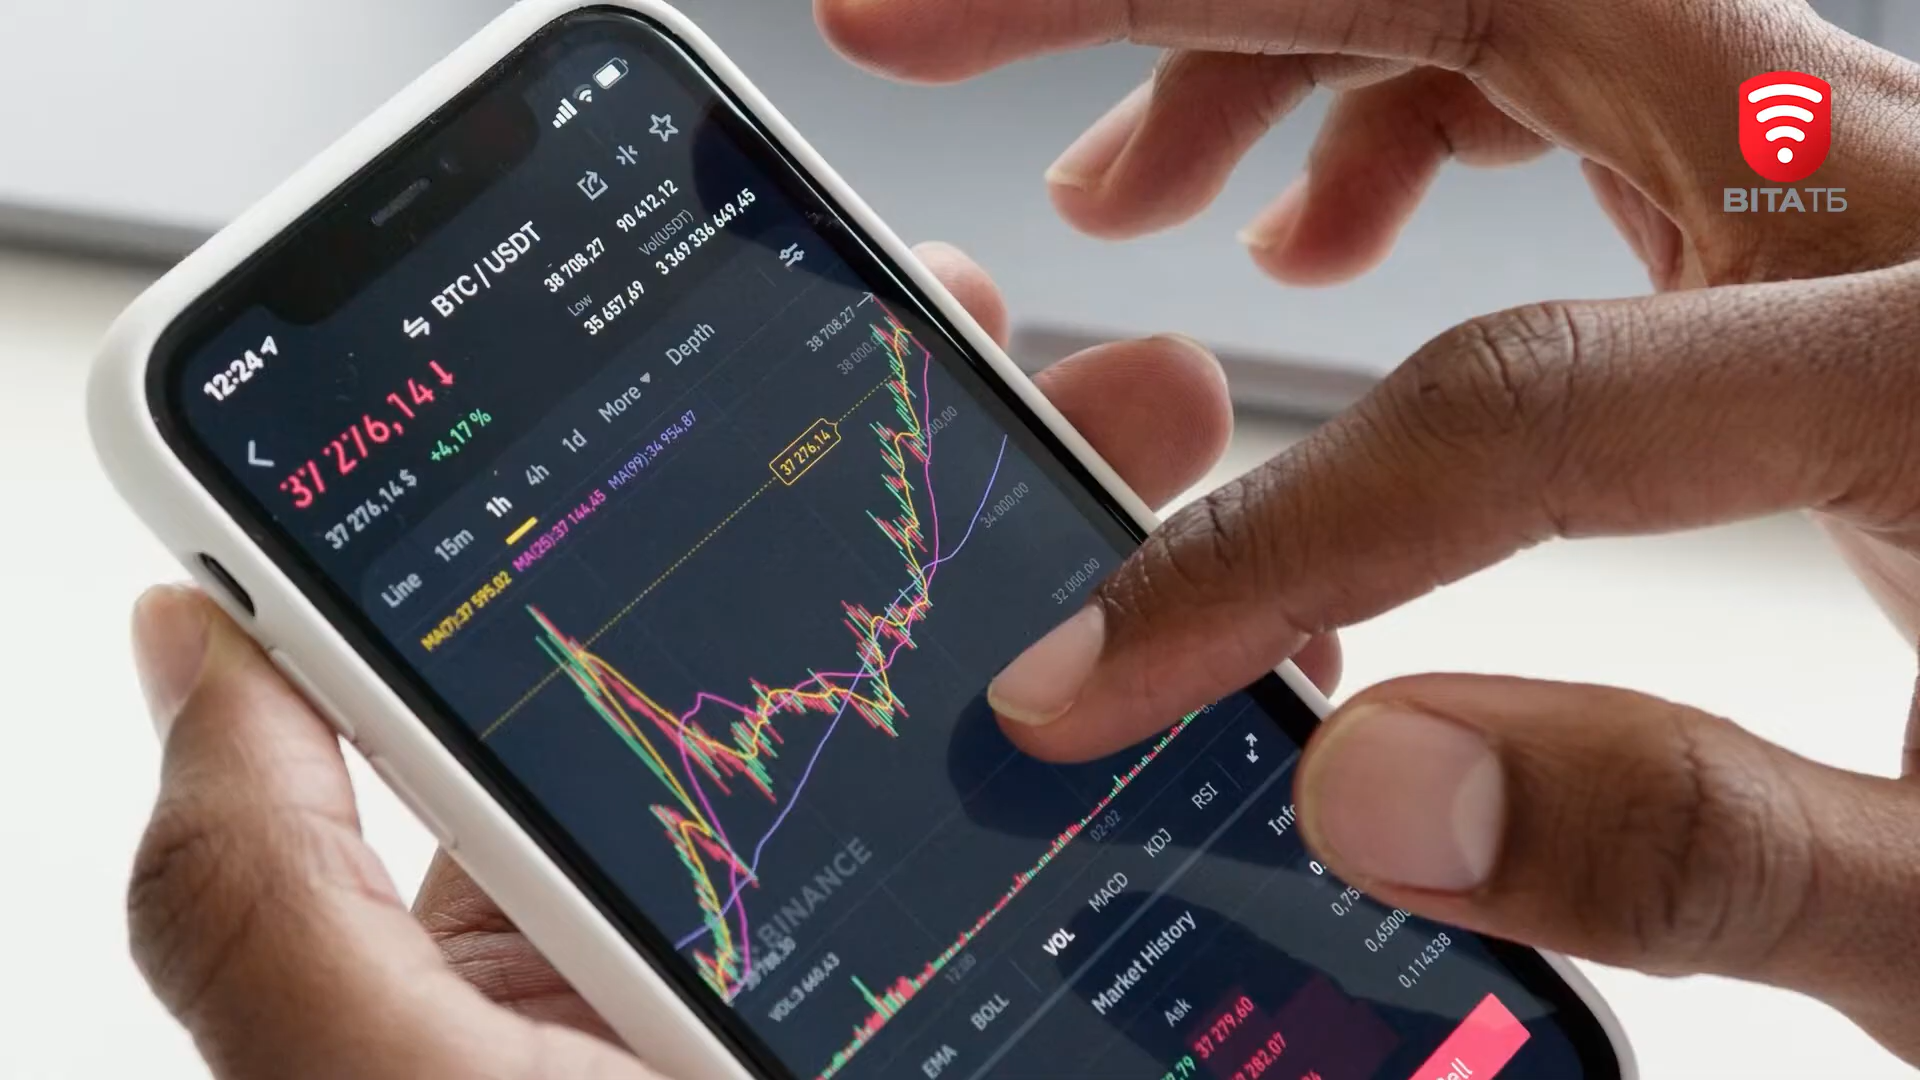 ВІТАТБ
12:24
BTC / USDT
37 276,14
37 276,14 $ +4,17 %
38 708,27 90 412,12
Low Vol(USDT)
35 657,69 3 369 336 649,45
Line 15m 1h 4h 1d More Depth
MA(7):37 595,02 MA(25):37 144,45 MA(99):34 954,87
38 708,27
37 276,14
34 000,00
32 000,00
BINANCE
02-02
12:00
EMA BOLL VOL MACD KDJ RSI
Market History
Ask
37 279,60
0,114338